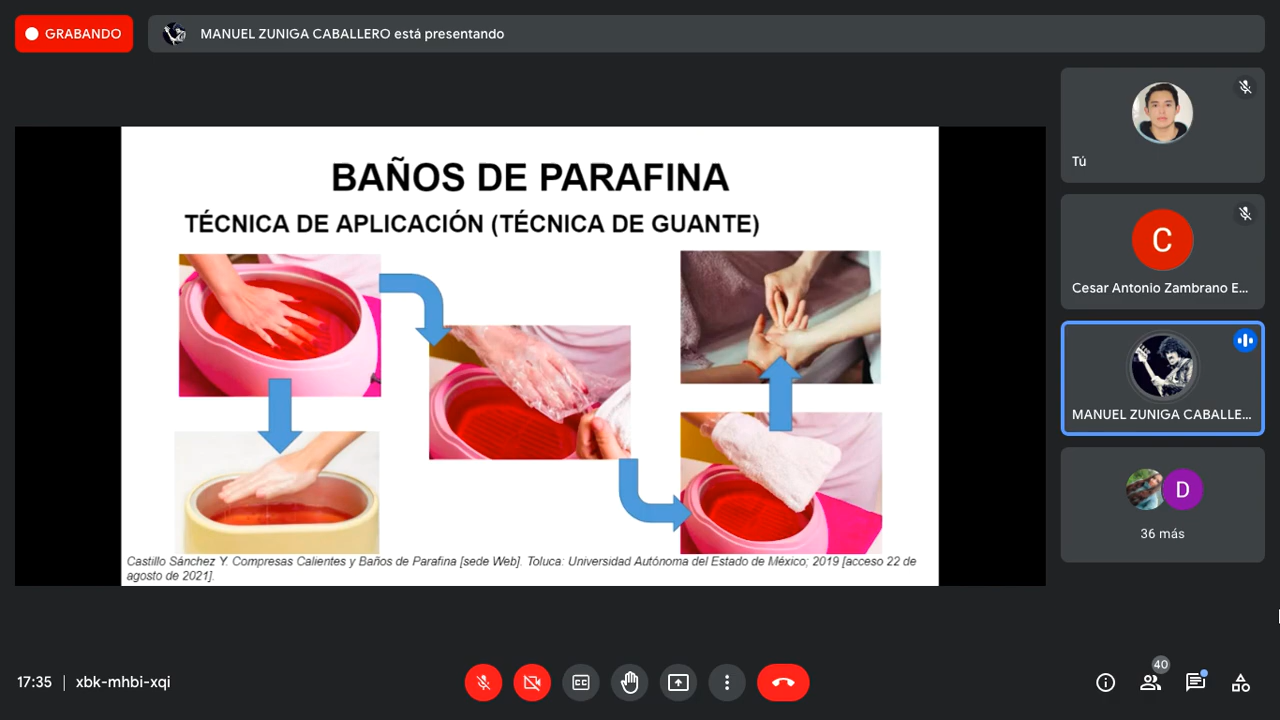 GRABANDO
MANUEL ZUNIGA CABALLERO está presentando
BAÑOS DE PARAFINA
TÉCNICA DE APLICACIÓN (TÉCNICA DE GUANTE)
Castillo Sánchez Y. Compresas Calientes y Baños de Parafina [sede Web]. Toluca: Universidad Autónoma del Estado de México; 2019 [acceso 22 de
agosto de 2021].
Tú
C
Cesar Antonio Zambrano E...
MANUEL ZUNIGA CABALLE...
D
36 más
17:35 | xbk-mhbi-xqi
CC
40